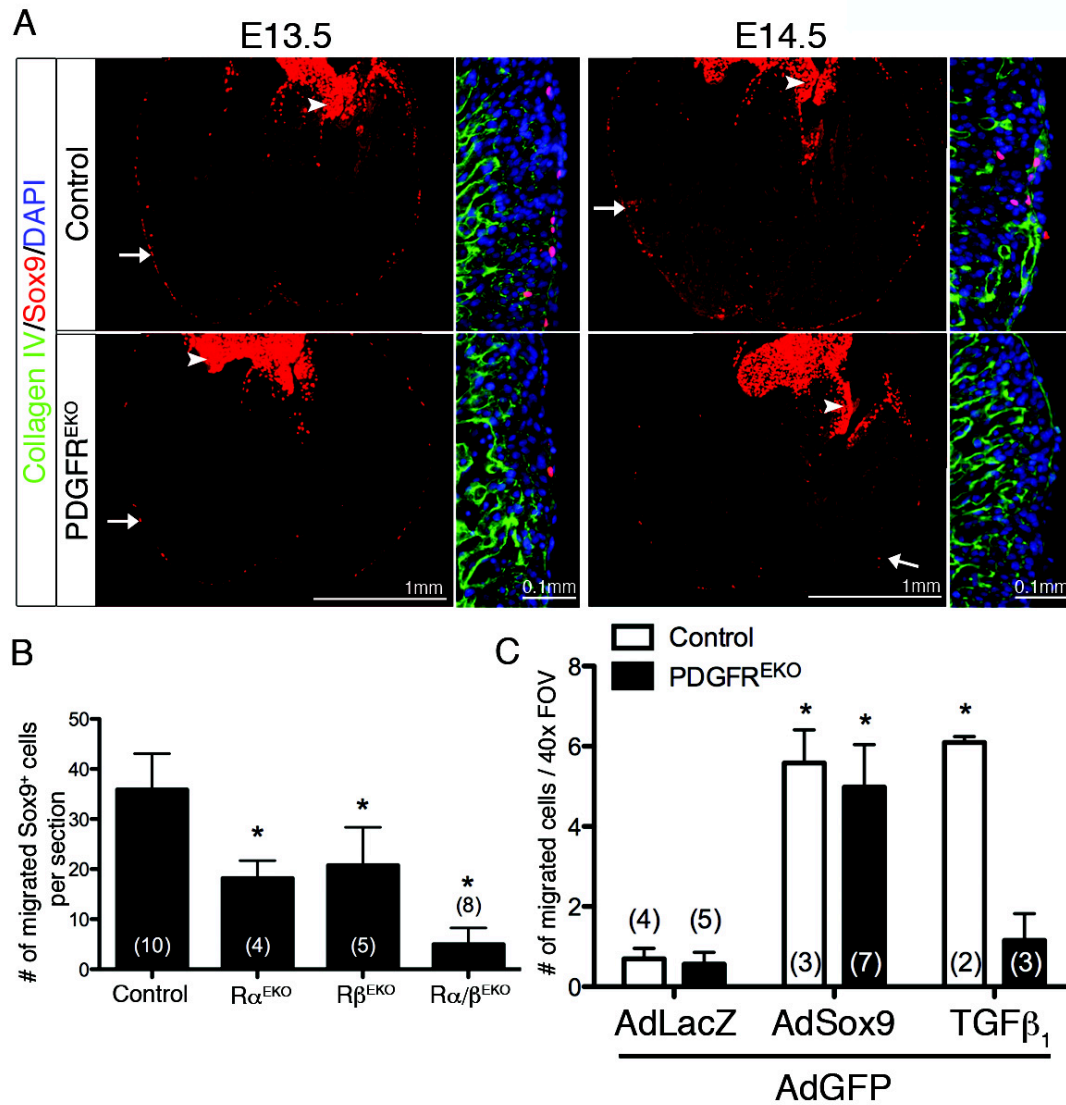 A
E13.5
E14.5
Collagen IV/Sox9/DAPI
Control
PDGFR^EKO
1mm
0.1mm
1mm
0.1mm
B
# of migrated Sox9⁺ cells
per section
50
40
30
20
10
0
*
*
*
(10)
(4)
(5)
(8)
Control
Rα^EKO
Rβ^EKO
Rα/β^EKO
C
Control
PDGFR^EKO
# of migrated cells / 40x FOV
8
6
4
2
0
*
*
*
(4)
(5)
(3)
(7)
(2)
(3)
AdLacZ
AdSox9
TGFβ₁
AdGFP